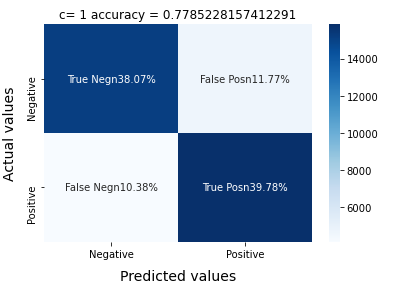 c= 1 accuracy = 0.7785228157412291
True Negn38.07%
False Posn11.77%
False Negn10.38%
True Posn39.78%
Actual values
Negative
Positive
Negative
Positive
Predicted values
14000
12000
10000
8000
6000